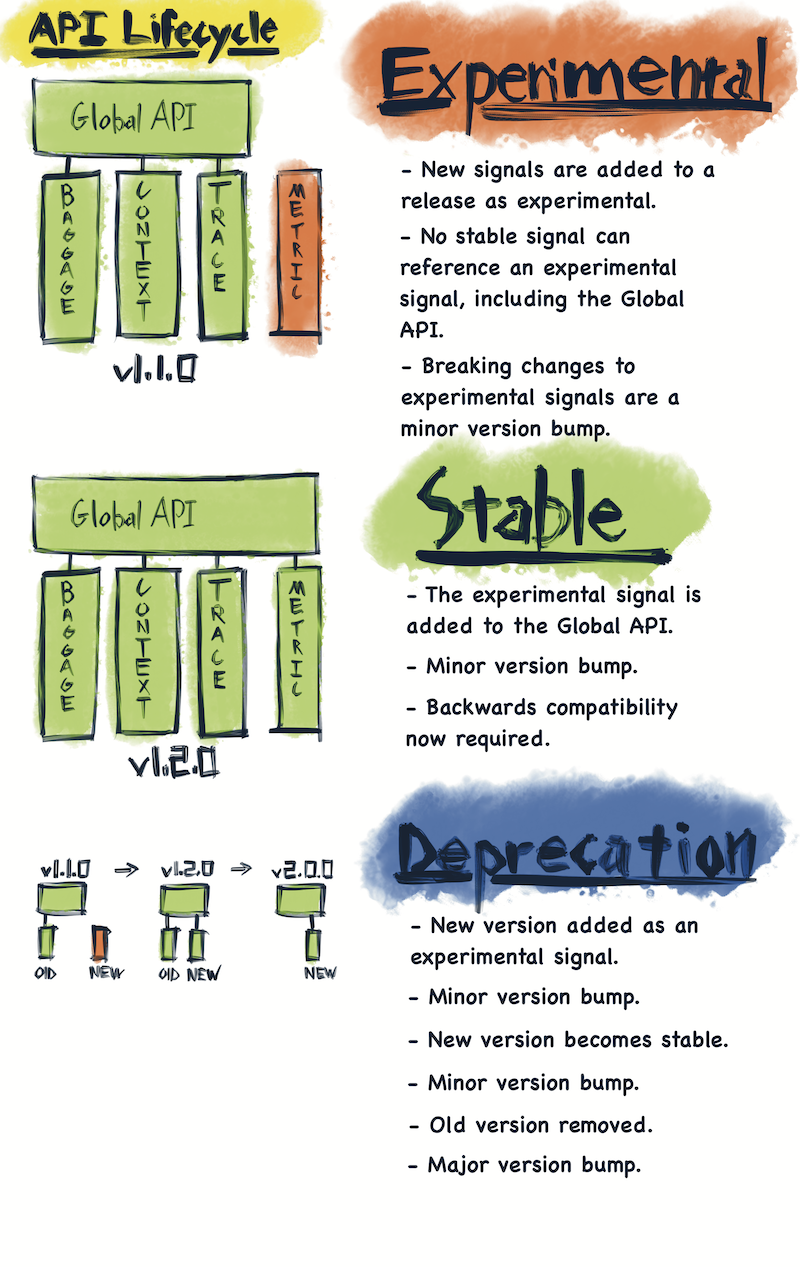 API Lifecycle
Global API
BAGGAGE
CONTEXT
TRACE
METRIC
v1.1.0
Experimental
- New signals are added to a
release as experimental.
- No stable signal can
reference an experimental
signal, including the Global
API.
- Breaking changes to
experimental signals are a
minor version bump.
Global API
BAGGAGE
CONTEXT
TRACE
METRIC
v1.2.0
Stable
- The experimental signal is
added to the Global API.
- Minor version bump.
- Backwards compatibility
now required.
v1.1.0 → v1.2.0 → v2.0.0
OlD NEW OlD NEW NEW
Deprecation
- New version added as an
experimental signal.
- Minor version bump.
- New version becomes stable.
- Minor version bump.
- Old version removed.
- Major version bump.